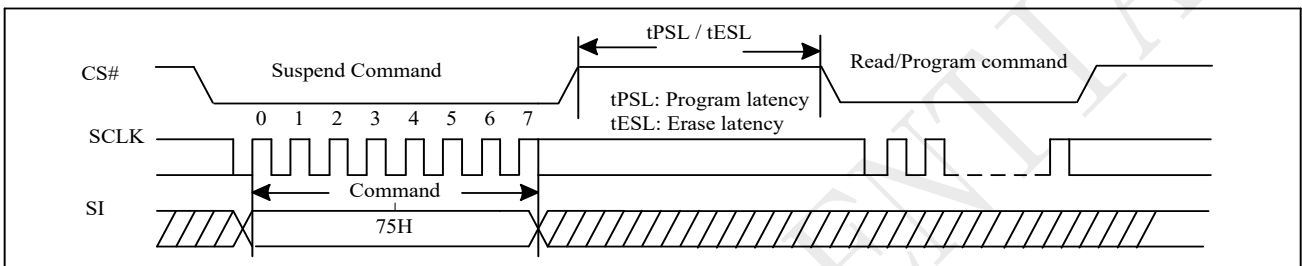 tPSL / tESL
CS# Suspend Command Read/Program command
tPSL: Program latency
tESL: Erase latency
0 1 2 3 4 5 6 7
SCLK
Command
SI
75H